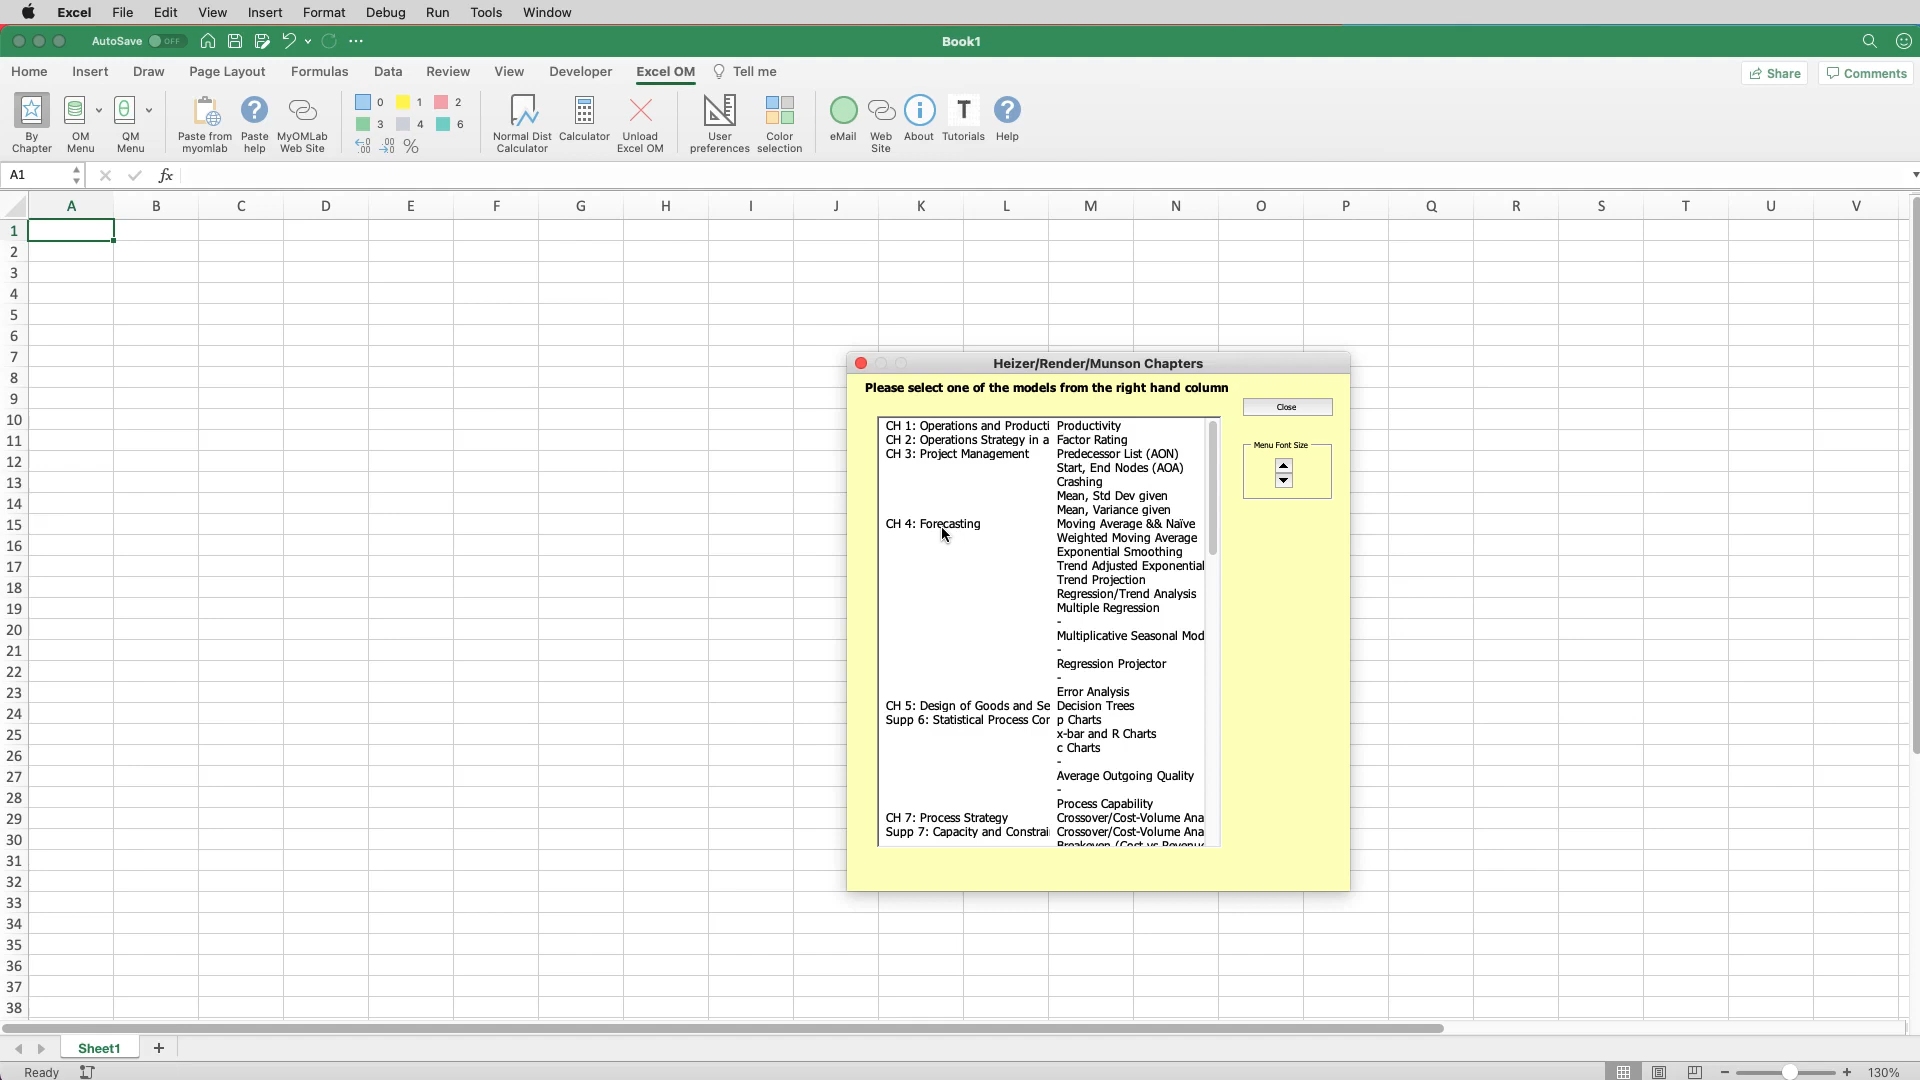 Excel File Edit View Insert Format Debug Run Tools Window
AutoSave OFF ... Book1
Home Insert Draw Page Layout Formulas Data Review View Developer Excel OM Tell me Share Comments
By Chapter
OM Menu
QM Menu
Paste from myomlab
Paste help
MyOMLab Web Site
0 1 2
3 4 6
←0 .00 .00 →0 %
Normal Dist Calculator
Calculator
Unload Excel OM
User preferences
Color selection
eMail
Web Site
About
T Tutorials
? Help
A1 fx
A B C D E F G H I J K L M N O P Q R S T U V
1
2
3
4
5
6
7
8
9
10
11
12
13
14
15
16
17
18
19
20
21
22
23
24
25
26
27
28
29
30
31
32
33
34
35
36
37
38
Heizer/Render/Munson Chapters
Please select one of the models from the right hand column
Close
Menu Font Size
CH 1: Operations and Producti Productivity
CH 2: Operations Strategy in a Factor Rating
CH 3: Project Management Predecessor List (AON)
Start, End Nodes (AOA)
Crashing
Mean, Std Dev given
Mean, Variance given
CH 4: Forecasting Moving Average && Naïve
Weighted Moving Average
Exponential Smoothing
Trend Adjusted Exponential
Trend Projection
Regression/Trend Analysis
Multiple Regression
-
Multiplicative Seasonal Mod
-
Regression Projector
-
Error Analysis
CH 5: Design of Goods and Se Decision Trees
Supp 6: Statistical Process Cor p Charts
x-bar and R Charts
c Charts
-
Average Outgoing Quality
-
Process Capability
CH 7: Process Strategy Crossover/Cost-Volume Ana
Supp 7: Capacity and Constrai Crossover/Cost-Volume Ana
Breakeven (Cost vs Revenue
Sheet1 +
Ready - + 130%